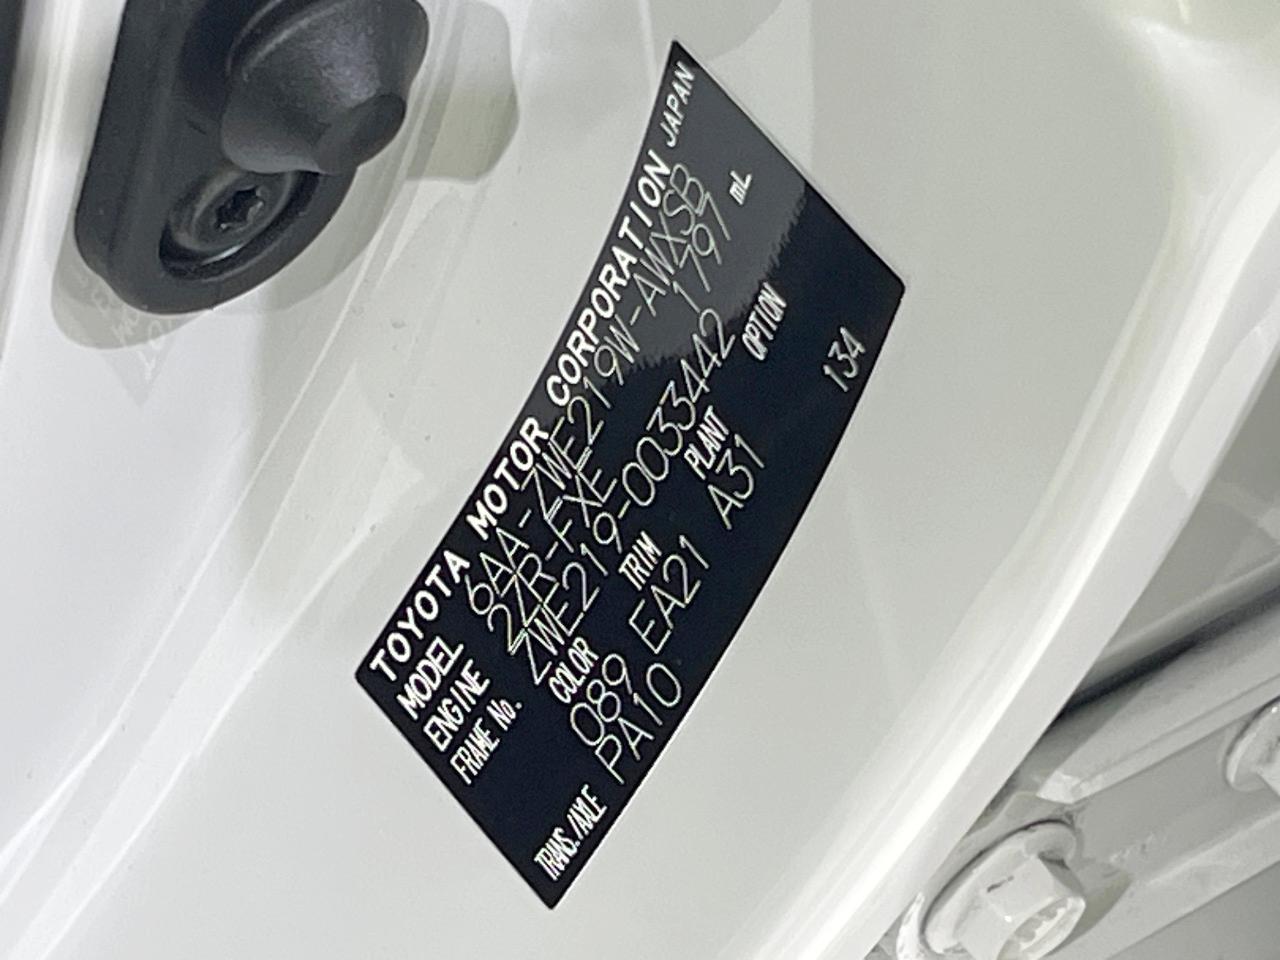 TOYOTA MOTOR CORPORATION JAPAN
MODEL 6AA-ZWE219W-AWXSB
ENGINE 2ZR-FXE 1797 mL
FRAME No. ZWE219-0033442
COLOR TRIM PLANT OPTION
089 EA21 A31
TRANS./AXLE PA10 134